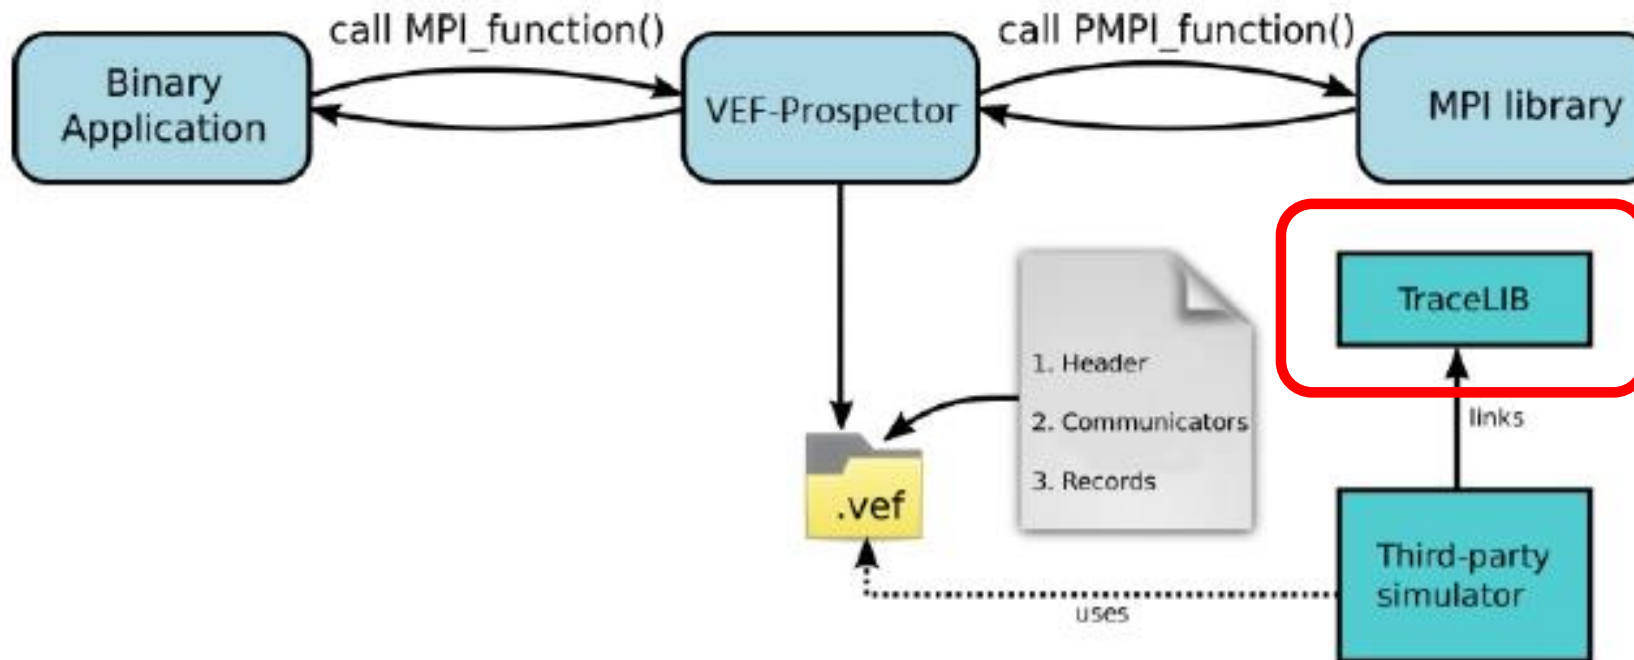 call MPI_function()
call PMPI_function()
Binary
Application
VEF-Prospector
MPI library
TraceLIB
1. Header
2. Communicators
3. Records
links
.vef
Third-party
simulator
uses